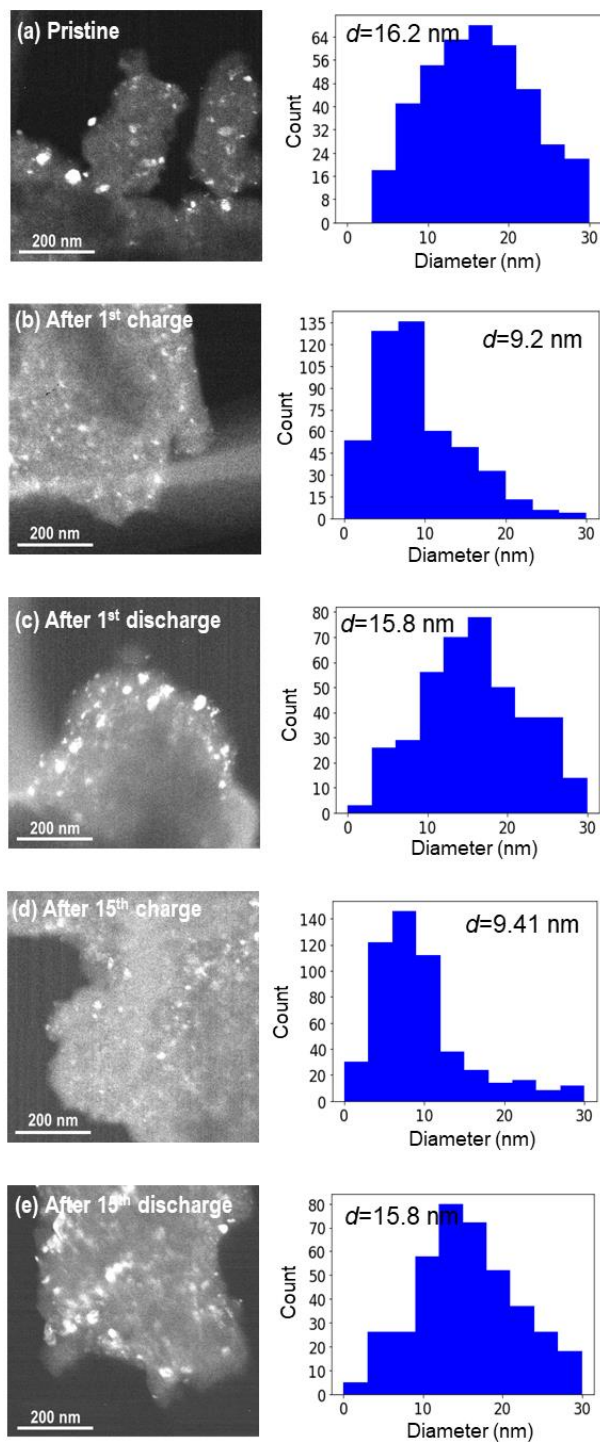 (a) Pristine
200 nm
d=16.2 nm
Count
64
56
48
40
32
24
16
8
0
0 10 20 30
Diameter (nm)
(b) After 1st charge
200 nm
d=9.2 nm
Count
135
120
105
90
75
60
45
30
15
0
0 10 20 30
Diameter (nm)
(c) After 1st discharge
200 nm
d=15.8 nm
Count
80
70
60
50
40
30
20
10
0
0 10 20 30
Diameter (nm)
(d) After 15th charge
200 nm
d=9.41 nm
Count
140
120
100
80
60
40
20
0
0 10 20 30
Diameter (nm)
(e) After 15th discharge
200 nm
d=15.8 nm
Count
80
70
60
50
40
30
20
10
0
0 10 20 30
Diameter (nm)